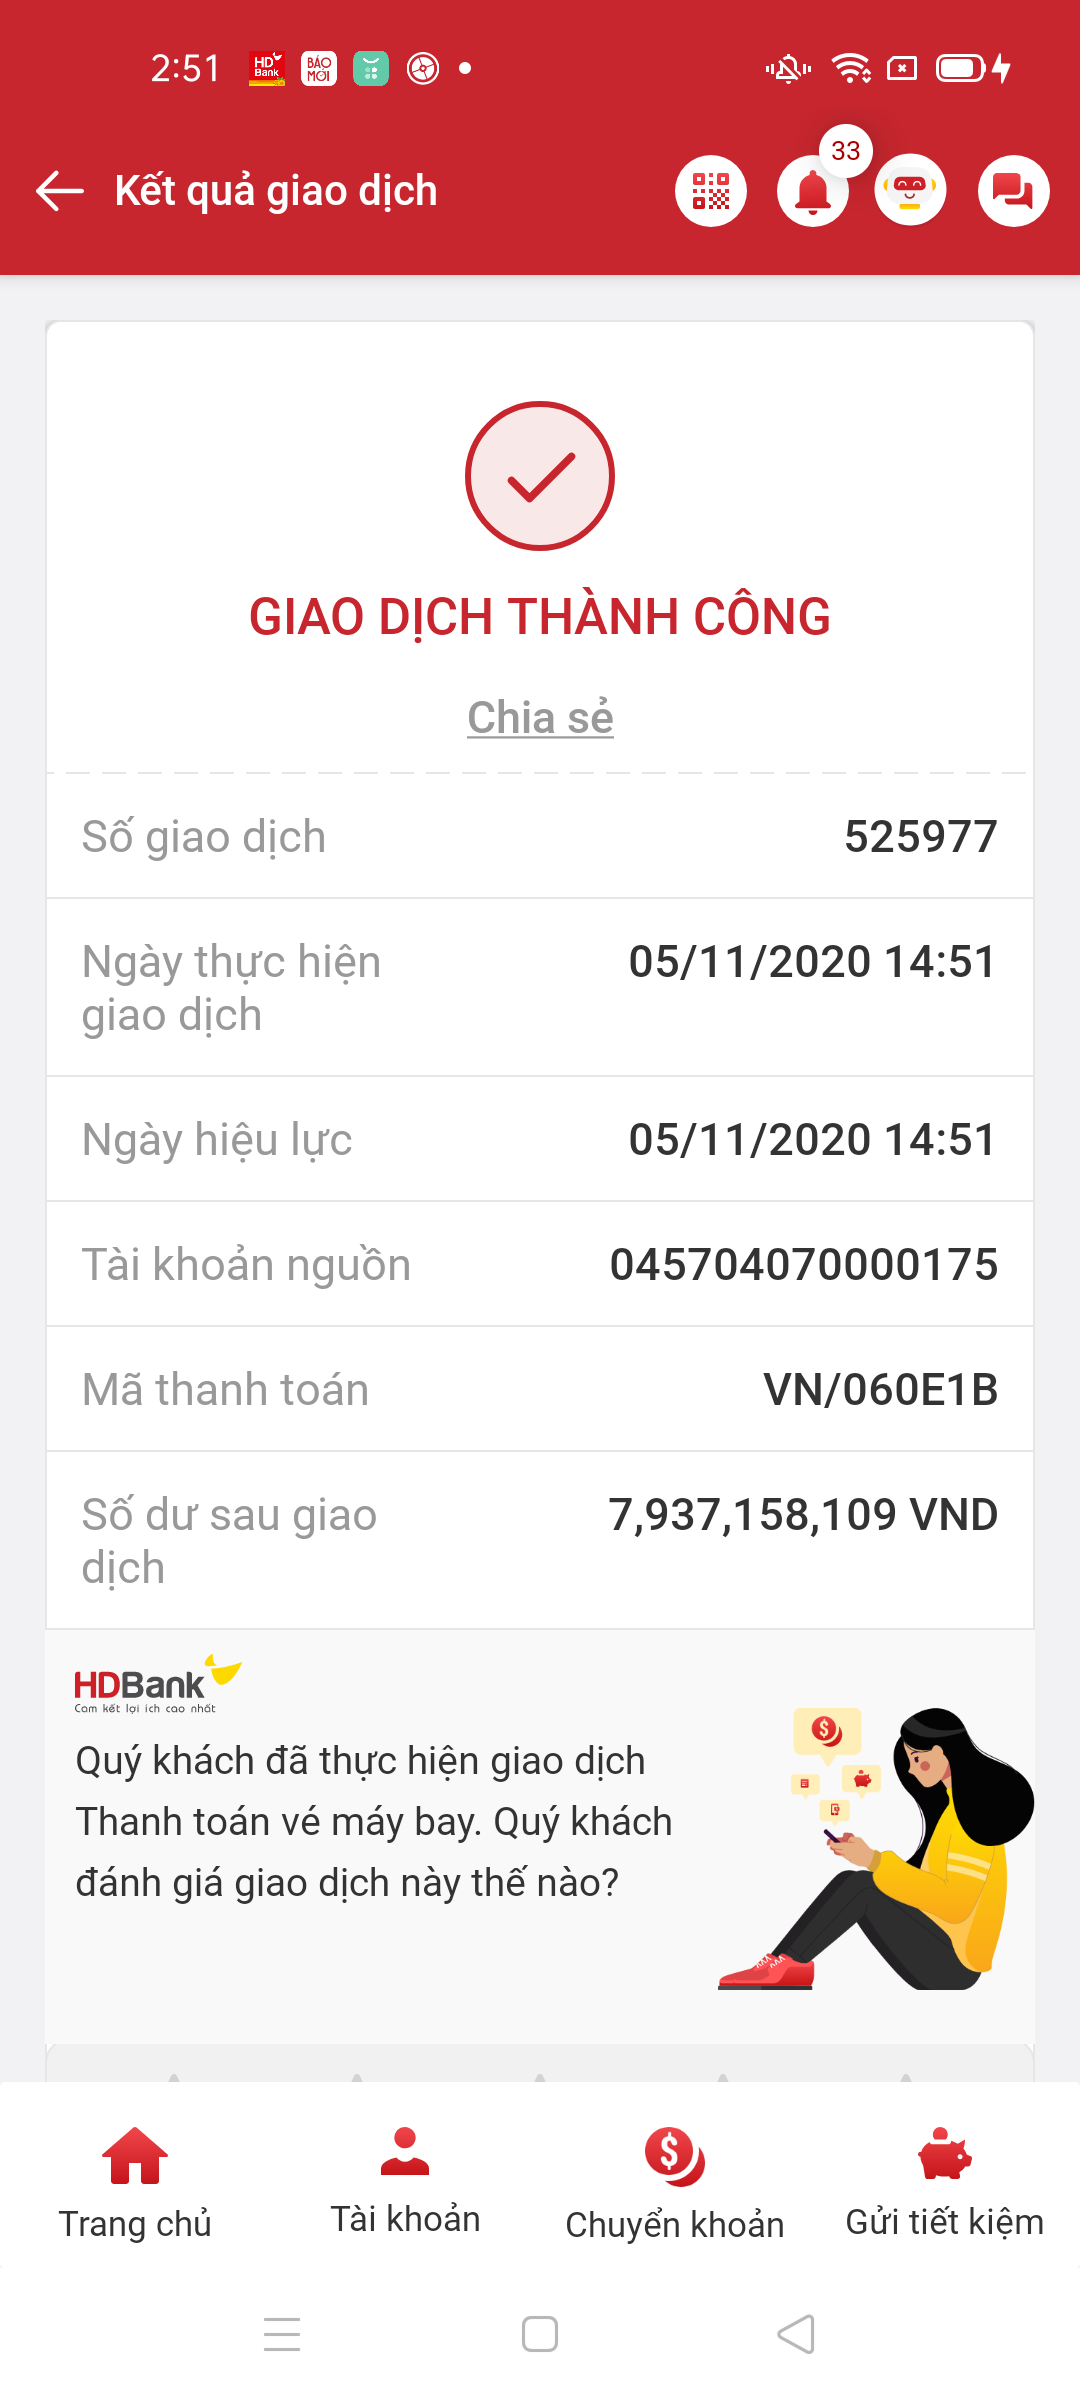 2:51
HD
Bank
BÁO
MỚI
Kết quả giao dịch
33
GIAO DỊCH THÀNH CÔNG
Chia sẻ
Số giao dịch 525977
Ngày thực hiện 05/11/2020 14:51
giao dịch
Ngày hiệu lực 05/11/2020 14:51
Tài khoản nguồn 045704070000175
Mã thanh toán VN/060E1B
Số dư sau giao 7,937,158,109 VND
dịch
HDBank
Cam kết lợi ích cao nhất
Quý khách đã thực hiện giao dịch
Thanh toán vé máy bay. Quý khách
đánh giá giao dịch này thế nào?
Trang chủ Tài khoản Chuyển khoản Gửi tiết kiệm